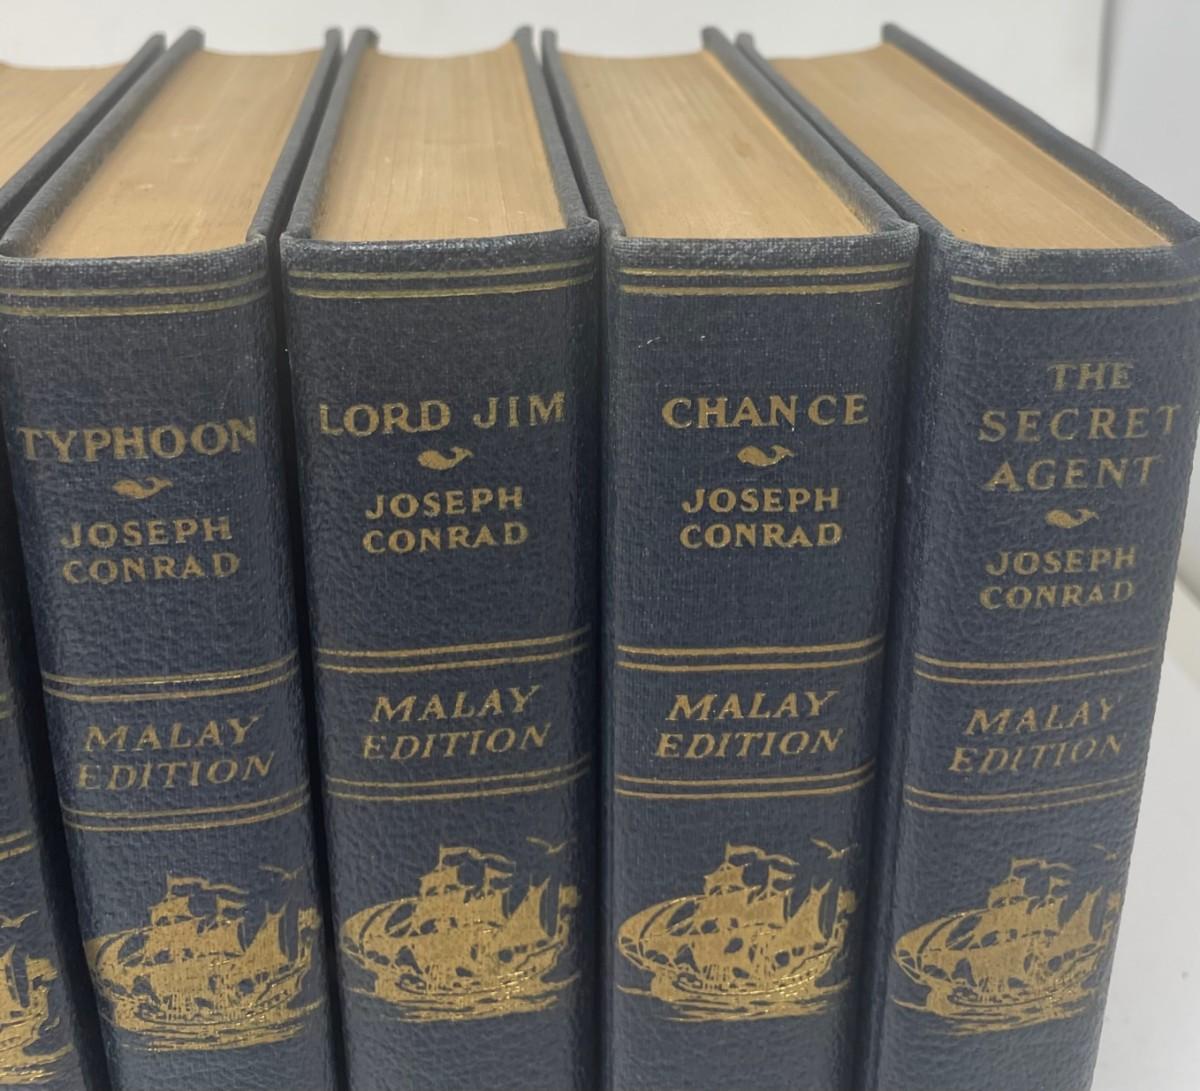 TYPHOON
JOSEPH
CONRAD
MALAY
EDITION
LORD JIM
JOSEPH
CONRAD
MALAY
EDITION
CHANCE
JOSEPH
CONRAD
MALAY
EDITION
THE
SECRET
AGENT
JOSEPH
CONRAD
MALAY
EDITION